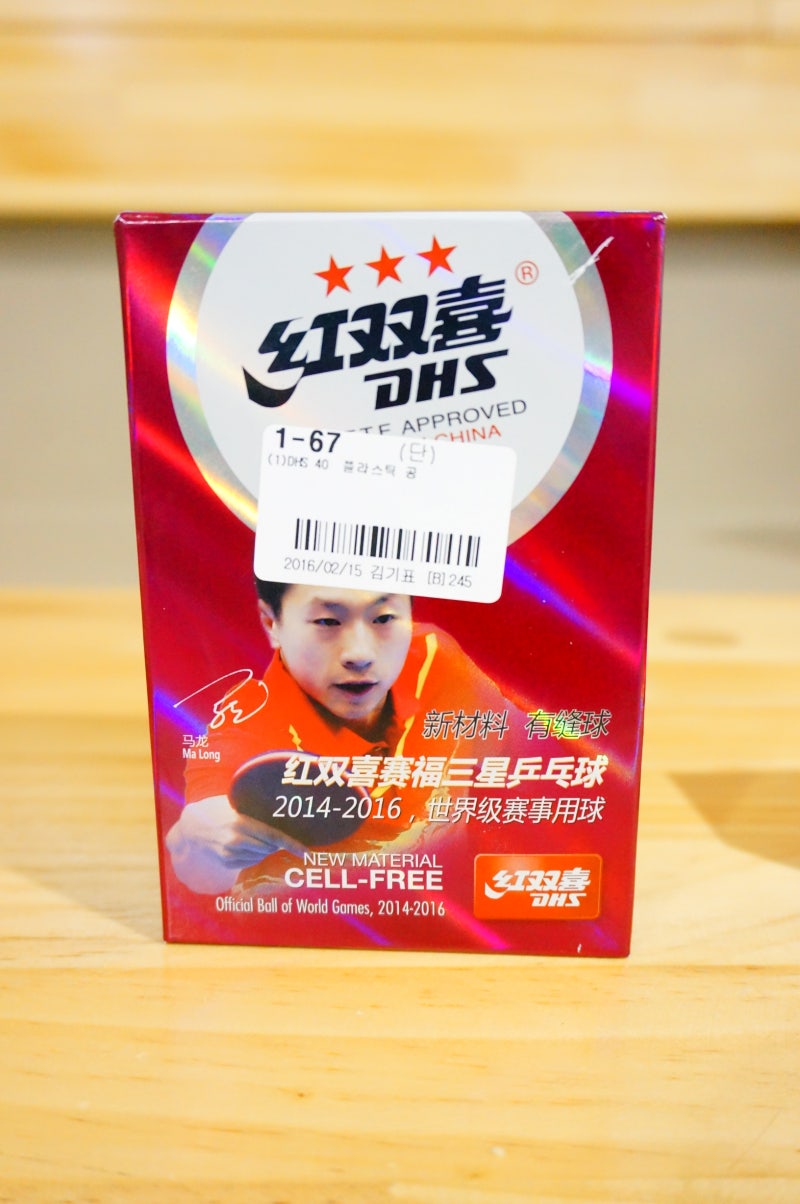 ★★★
®
红双喜
DHS
APPROVED
CHINA
1-67 (단)
(1)DHS 40 플라스틱 공
2016/02/15 김기표 [B]245
新材料 有缝球
马龙
Ma Long
红双喜赛福三星乒乓球
2014-2016，世界级赛事用球
NEW MATERIAL
CELL-FREE
Official Ball of World Games, 2014-2016
红双喜
DHS